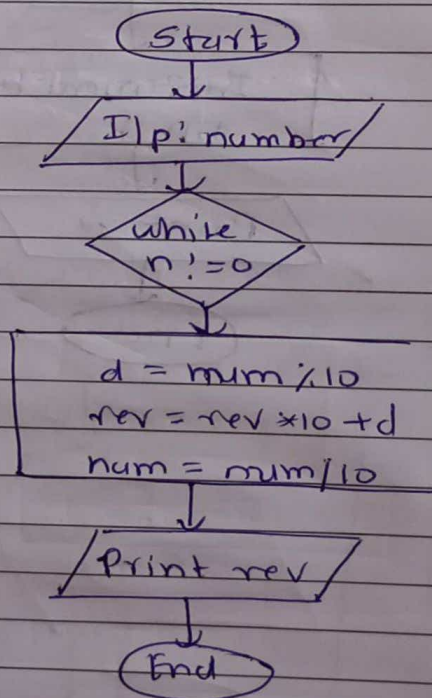 Start
I/p: number
while
n!=0
d = num % 10
rev = rev * 10 + d
num = num/10
Print rev
End